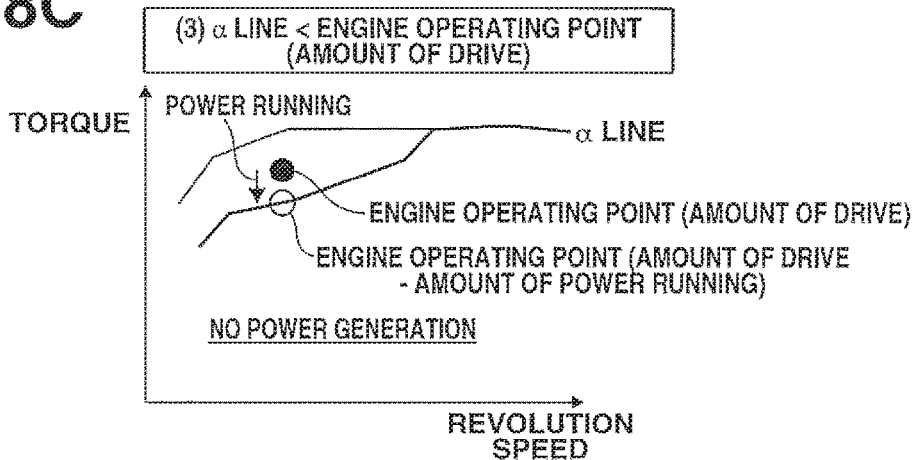 8C
(3) α LINE < ENGINE OPERATING POINT
(AMOUNT OF DRIVE)
TORQUE
POWER RUNNING
α LINE
ENGINE OPERATING POINT (AMOUNT OF DRIVE)
ENGINE OPERATING POINT (AMOUNT OF DRIVE
- AMOUNT OF POWER RUNNING)
NO POWER GENERATION
REVOLUTION
SPEED